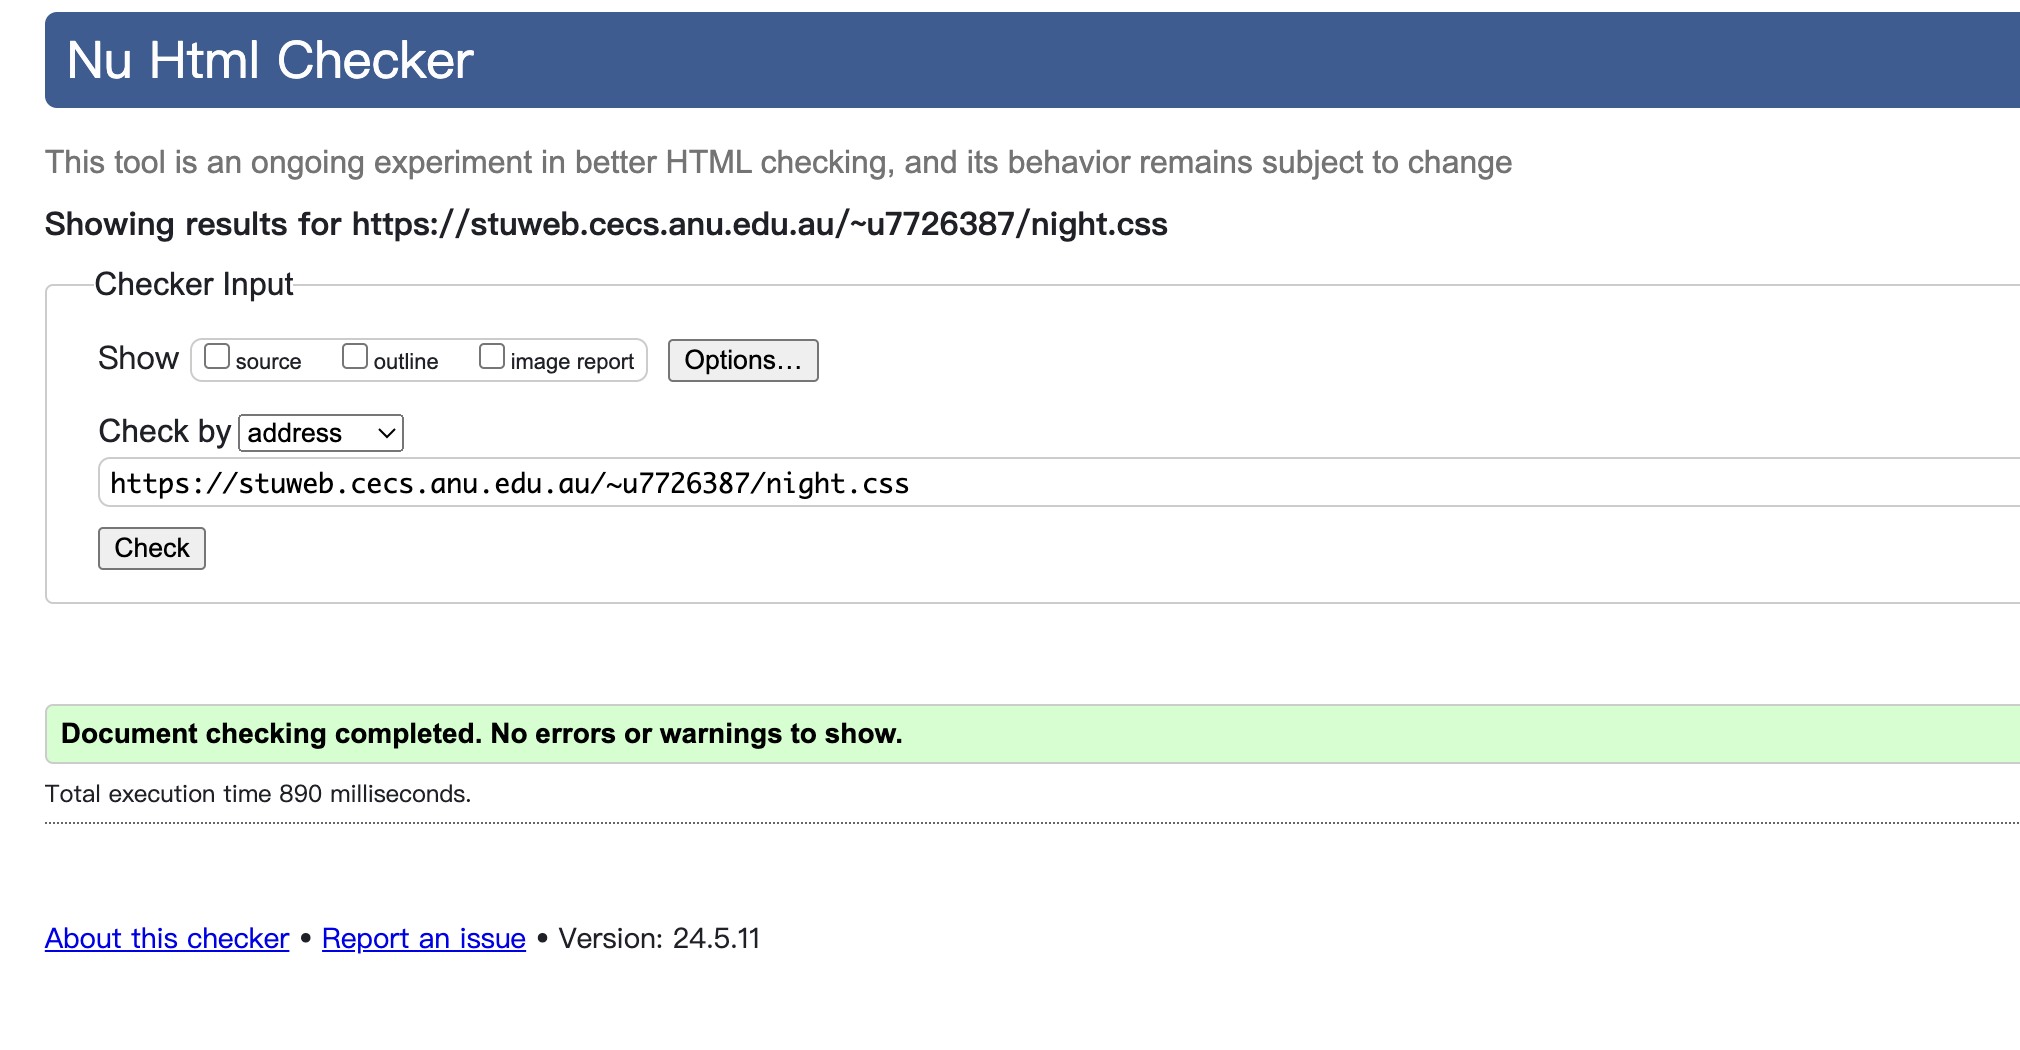 Nu Html Checker
This tool is an ongoing experiment in better HTML checking, and its behavior remains subject to change
Showing results for https://stuweb.cecs.anu.edu.au/~u7726387/night.css
Checker Input
Show source outline image report Options...
Check by address
https://stuweb.cecs.anu.edu.au/~u7726387/night.css
Check
Document checking completed. No errors or warnings to show.
Total execution time 890 milliseconds.
About this checker • Report an issue • Version: 24.5.11